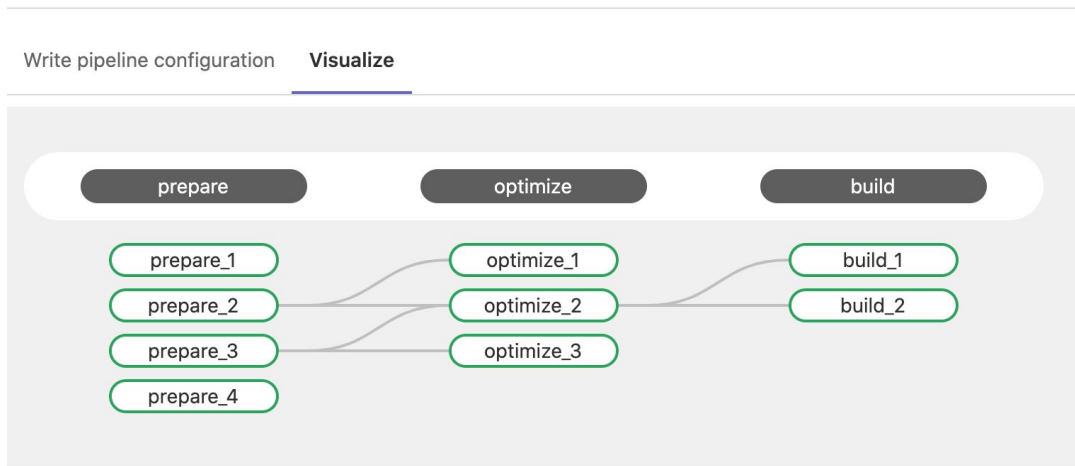 Write pipeline configuration Visualize
prepare optimize build
prepare_1 optimize_1 build_1
prepare_2 optimize_2 build_2
prepare_3 optimize_3
prepare_4